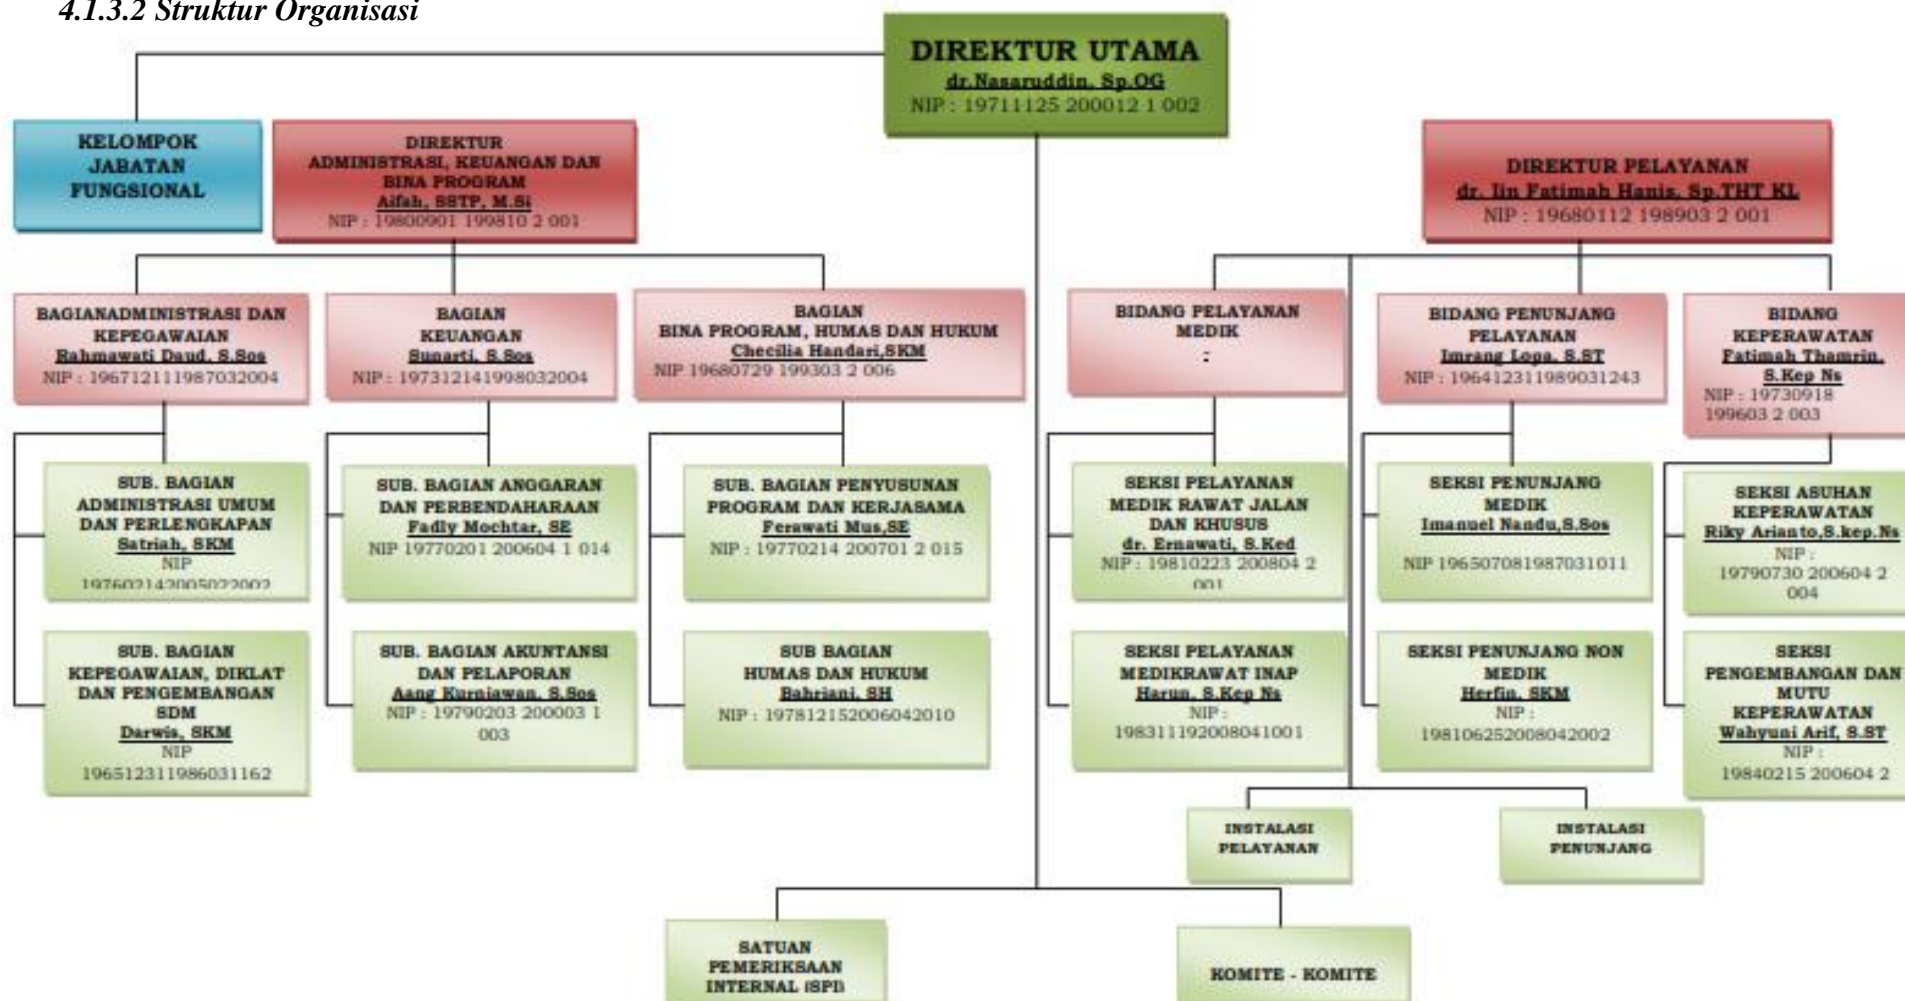 4.1.3.2 Struktur Organisasi
DIREKTUR UTAMA
dr.Nasaruddin. Sp.OG
NIP : 19711125 200012 1 002
KELOMPOK
JABATAN
FUNGSIONAL
DIREKTUR
ADMINISTRASI, KEUANGAN DAN
BINA PROGRAM
Aifah, SSTP, M.Si
NIP : 19800901 199810 2 001
DIREKTUR PELAYANAN
dr. Iin Fatimah Hanis. Sp.THT KL
NIP : 19680112 198903 2 001
BAGIANADMINISTRASI DAN
KEPEGAWAIAN
Rahmawati Daud, S.Sos
NIP : 196712111987032004
BAGIAN
KEUANGAN
Sunarti, S.Sos
NIP : 197312141998032004
BAGIAN
BINA PROGRAM, HUMAS DAN HUKUM
Checilia Handari,SKM
NIP 19680729 199303 2 006
BIDANG PELAYANAN
MEDIK
:
BIDANG PENUNJANG
PELAYANAN
Imrang Lopa, S.ST
NIP : 196412311989031243
BIDANG
KEPERAWATAN
Fatimah Thamrin,
S.Kep Ns
NIP : 19730918
199603 2 003
SUB. BAGIAN
ADMINISTRASI UMUM
DAN PERLENGKAPAN
Satriah, SKM
NIP
197602142005022002
SUB. BAGIAN ANGGARAN
DAN PERBENDAHARAAN
Fadly Mochtar, SE
NIP 19770201 200604 1 014
SUB. BAGIAN PENYUSUNAN
PROGRAM DAN KERJASAMA
Ferawati Mus,SE
NIP : 19770214 200701 2 015
SEKSI PELAYANAN
MEDIK RAWAT JALAN
DAN KHUSUS
dr. Ernawati, S.Ked
NIP : 19810223 200804 2
001
SEKSI PENUNJANG
MEDIK
Imanuel Nandu,S.Sos
NIP 196507081987031011
SEKSI ASUHAN
KEPERAWATAN
Riky Arianto,S.kep.Ns
NIP :
19790730 200604 2
004
SUB. BAGIAN
KEPEGAWAIAN, DIKLAT
DAN PENGEMBANGAN
SDM
Darwis, SKM
NIP
196512311986031162
SUB. BAGIAN AKUNTANSI
DAN PELAPORAN
Aang Kurniawan, S.Sos
NIP : 19790203 200003 1
003
SUB BAGIAN
HUMAS DAN HUKUM
Bahriani, SH
NIP : 197812152006042010
SEKSI PELAYANAN
MEDIKRAWAT INAP
Harun, S.Kep Ns
NIP :
198311192008041001
SEKSI PENUNJANG NON
MEDIK
Herfin, SKM
NIP :
198106252008042002
SEKSI
PENGEMBANGAN DAN
MUTU
KEPERAWATAN
Wahyuni Arif, S.ST
NIP :
19840215 200604 2
INSTALASI
PELAYANAN
INSTALASI
PENUNJANG
SATUAN
PEMERIKSAAN
INTERNAL (SPI)
KOMITE - KOMITE